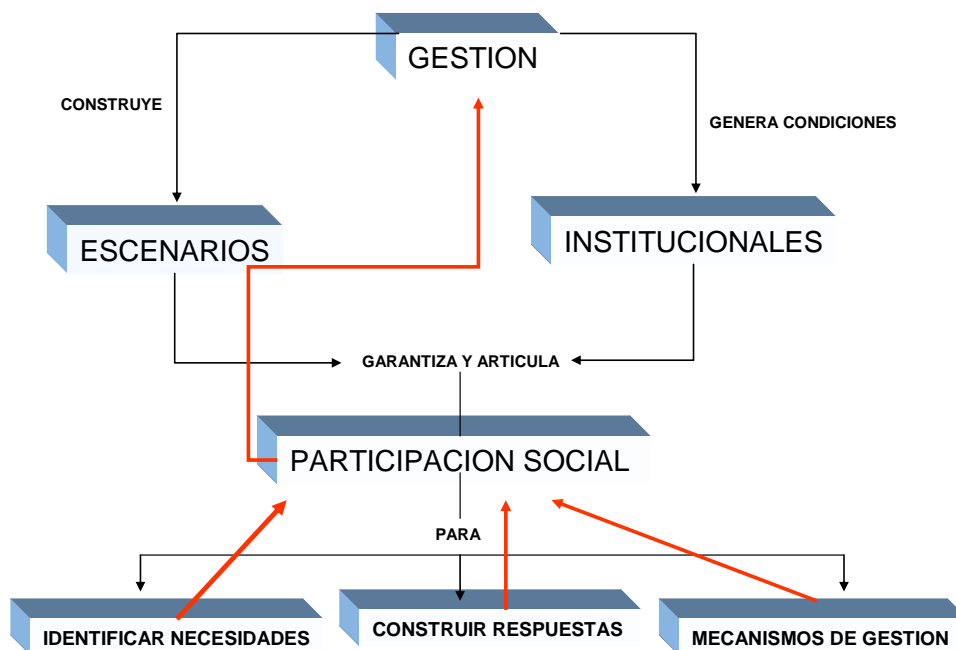 GESTION
CONSTRUYE
GENERA CONDICIONES
ESCENARIOS
INSTITUCIONALES
GARANTIZA Y ARTICULA
PARTICIPACION SOCIAL
PARA
IDENTIFICAR NECESIDADES
CONSTRUIR RESPUESTAS
MECANISMOS DE GESTION